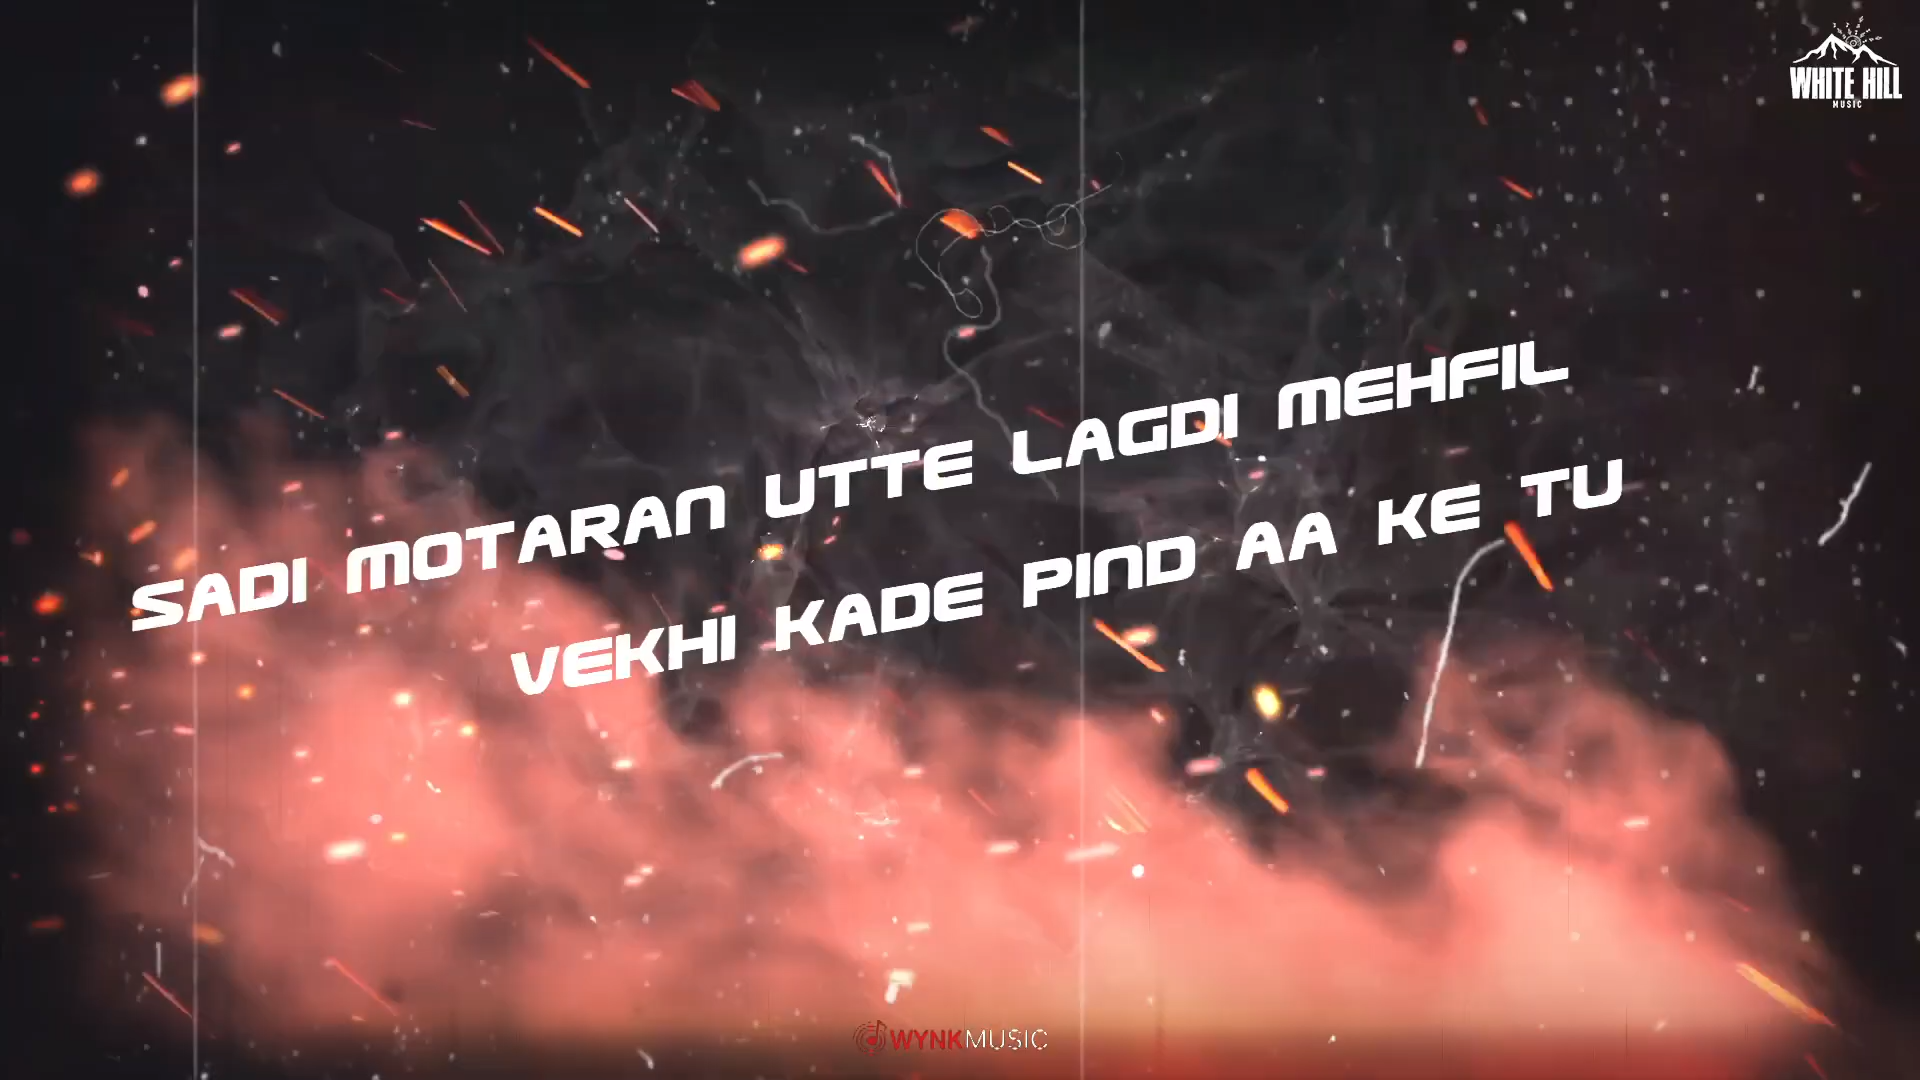 WHITE HILL
MUSIC
SADI MOTARAN UTTE LAGDI MEHFIL
VEKHI KADE PIND AA KE TU
WYNKMUSIC